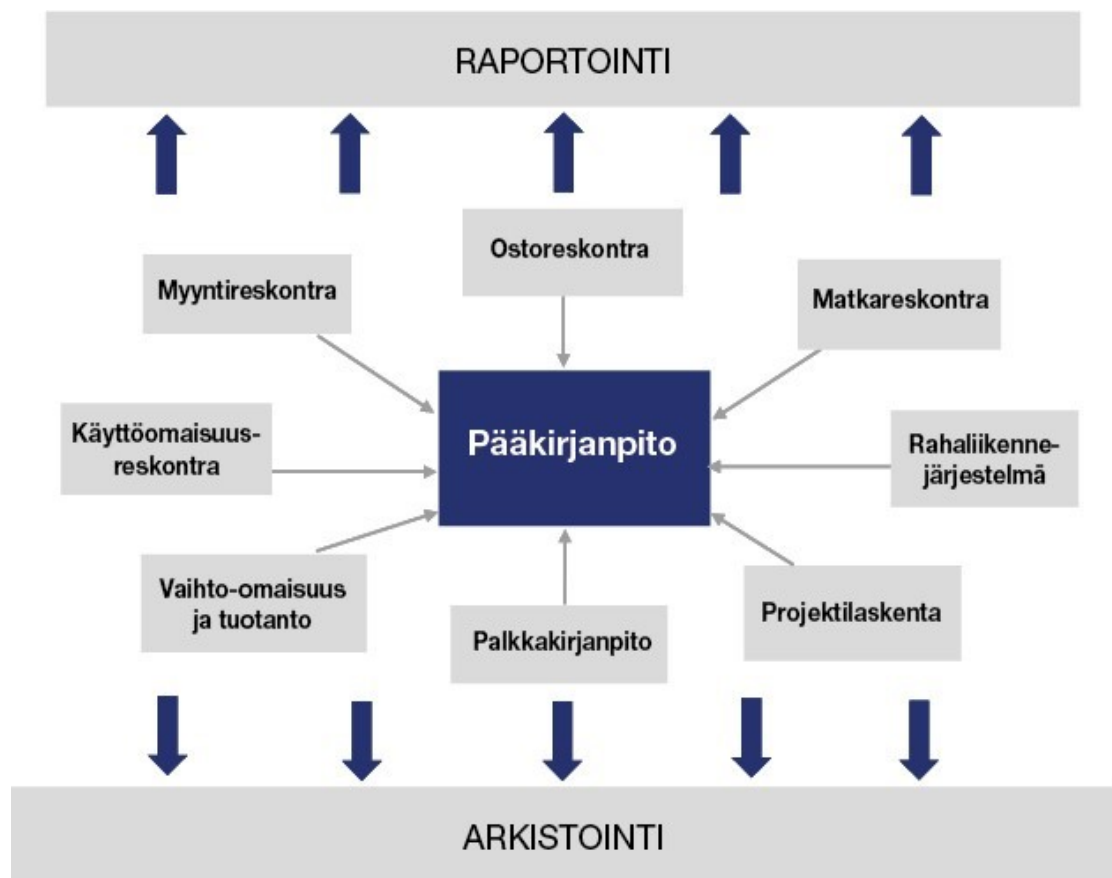 RAPORTOINTI
Ostoreskontra
Myyntireskontra
Matkareskontra
Käyttöomaisuus-
reskontra
Pääkirjanpito
Rahaliikenne-
järjestelmä
Vaihto-omaisuus
ja tuotanto
Palkkakirjanpito
Projektilaskenta
ARKISTOINTI